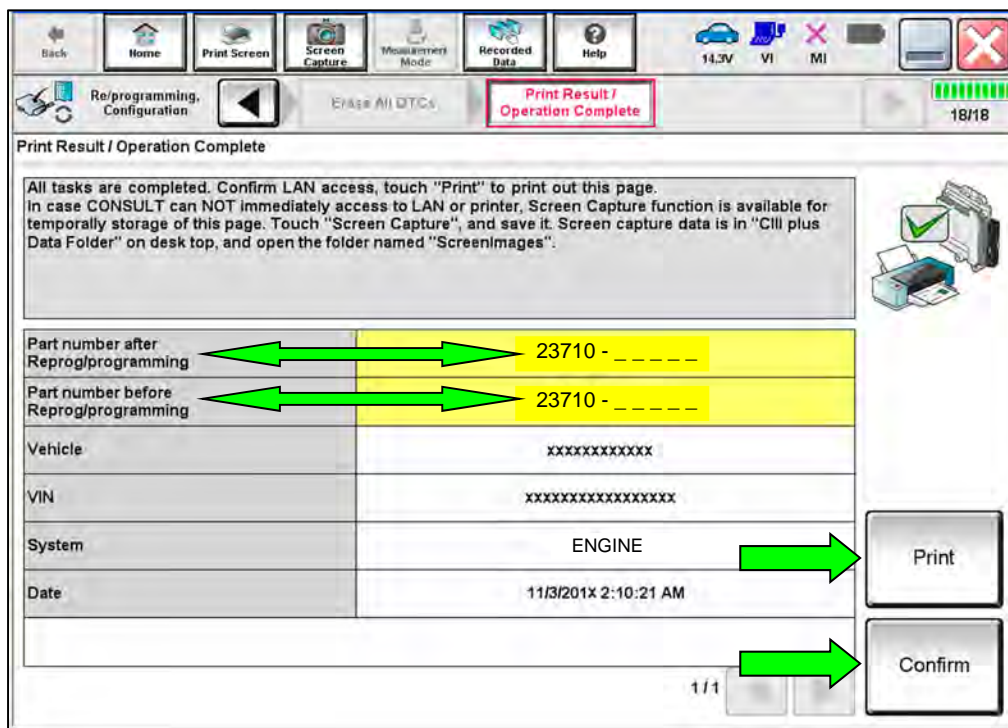 Back
Home
Print Screen
Screen Capture
Measurement Mode
Recorded Data
Help
14.3V
VI
MI
Re/programming, Configuration
Erase All DTCs
Print Result / Operation Complete
18/18
Print Result / Operation Complete
All tasks are completed. Confirm LAN access, touch "Print" to print out this page.
In case CONSULT can NOT immediately access to LAN or printer, Screen Capture function is available for
temporally storage of this page. Touch "Screen Capture", and save it. Screen capture data is in "CIII plus
Data Folder" on desk top, and open the folder named "ScreenImages".
Part number after
Reprog/programming
23710 - _ _ _ _ _
Part number before
Reprog/programming
23710 - _ _ _ _ _
Vehicle
xxxxxxxxxxxx
VIN
xxxxxxxxxxxxxxxxx
System
ENGINE
Print
Date
11/3/201X 2:10:21 AM
Confirm
1/1